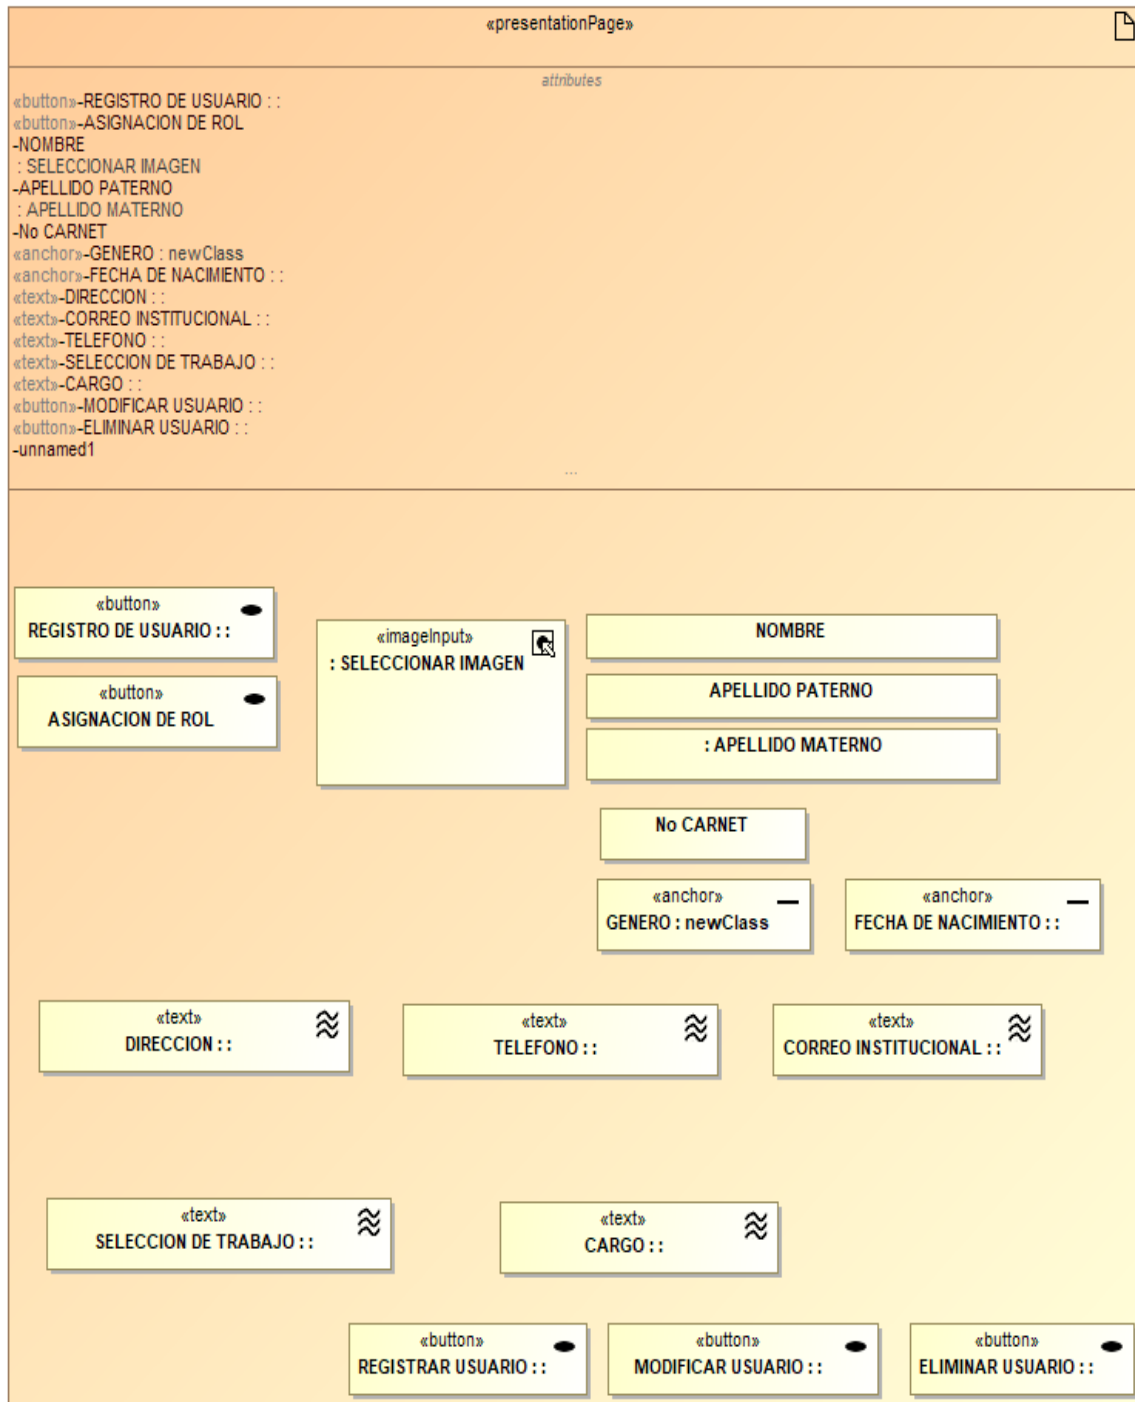 «presentationPage»
attributes
«button»-REGISTRO DE USUARIO : :
«button»-ASIGNACION DE ROL
-NOMBRE
: SELECCIONAR IMAGEN
-APELLIDO PATERNO
: APELLIDO MATERNO
-No CARNET
«anchor»-GENERO : newClass
«anchor»-FECHA DE NACIMIENTO : :
«text»-DIRECCION : :
«text»-CORREO INSTITUCIONAL : :
«text»-TELEFONO : :
«text»-SELECCION DE TRABAJO : :
«text»-CARGO : :
«button»-MODIFICAR USUARIO : :
«button»-ELIMINAR USUARIO : :
-unnamed1
...
«button»
REGISTRO DE USUARIO : :
«button»
ASIGNACION DE ROL
«imageInput»
: SELECCIONAR IMAGEN
NOMBRE
APELLIDO PATERNO
: APELLIDO MATERNO
No CARNET
«anchor»
GENERO : newClass
«anchor»
FECHA DE NACIMIENTO : :
«text»
DIRECCION : :
«text»
TELEFONO : :
«text»
CORREO INSTITUCIONAL : :
«text»
SELECCION DE TRABAJO : :
«text»
CARGO : :
«button»
REGISTRAR USUARIO : :
«button»
MODIFICAR USUARIO : :
«button»
ELIMINAR USUARIO : :